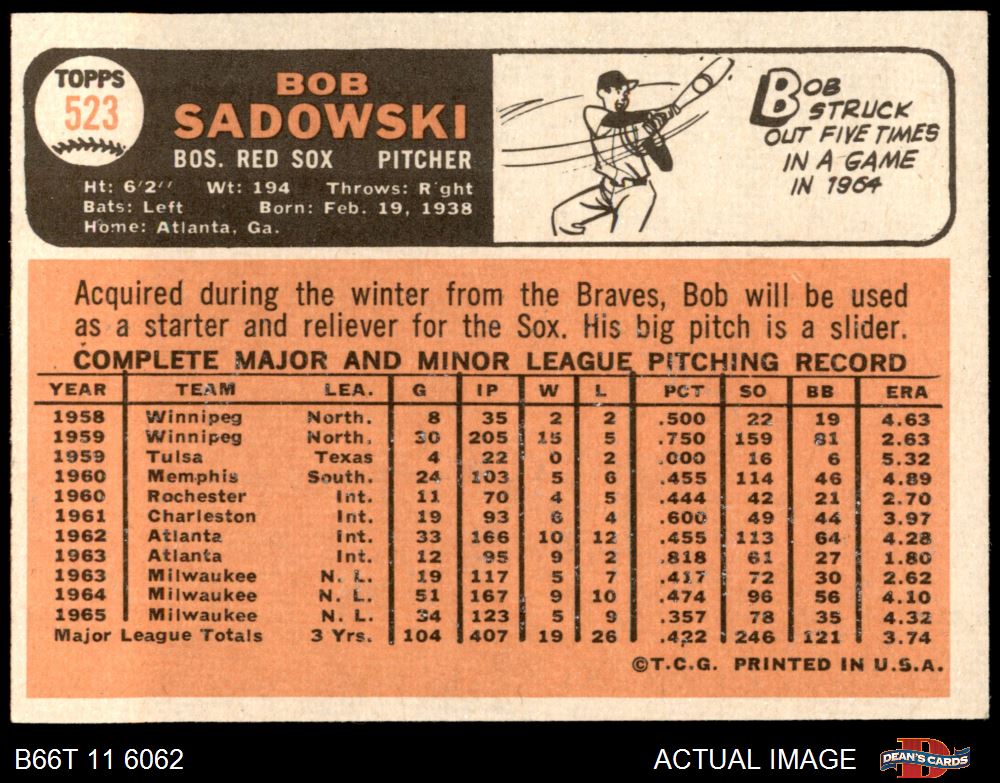 TOPPS
523
BOB
SADOWSKI
BOS. RED SOX PITCHER
Ht: 6'2'' Wt: 194 Throws: Right
Bats: Left Born: Feb. 19, 1938
Home: Atlanta, Ga.
BOB
STRUCK
OUT FIVE TIMES
IN A GAME
IN 1964
Acquired during the winter from the Braves, Bob will be used
as a starter and reliever for the Sox. His big pitch is a slider.
COMPLETE MAJOR AND MINOR LEAGUE PITCHING RECORD
YEAR TEAM LEA. G IP W L PCT SO BB ERA
1958 Winnipeg North. 8 35 2 2 .500 22 19 4.63
1959 Winnipeg North. 30 205 15 5 .750 159 81 2.63
1959 Tulsa Texas 4 22 0 2 .000 16 6 5.32
1960 Memphis South. 24 103 5 6 .455 114 46 4.89
1960 Rochester Int. 11 70 4 5 .444 42 21 2.70
1961 Charleston Int. 19 93 6 4 .600 49 44 3.97
1962 Atlanta Int. 33 166 10 12 .455 113 64 4.28
1963 Atlanta Int. 12 95 9 2 .818 61 27 1.80
1963 Milwaukee N. L. 19 117 5 7 .417 72 30 2.62
1964 Milwaukee N. L. 51 167 9 10 .474 96 56 4.10
1965 Milwaukee N. L. 34 123 5 9 .357 78 35 4.32
Major League Totals 3 Yrs. 104 407 19 26 .422 246 121 3.74
©T.C.G. PRINTED IN U.S.A.
B66T 11 6062 ACTUAL IMAGE DEAN'S CARDS